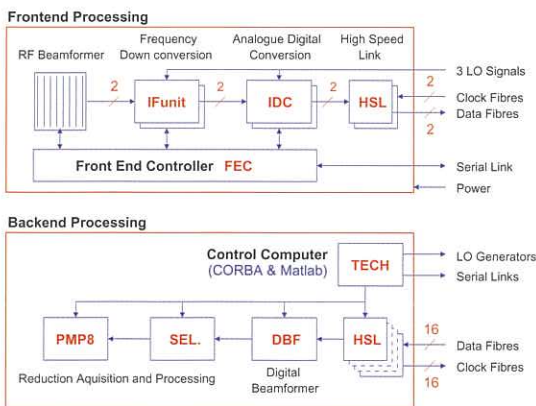 Frontend Processing
Frequency
Down conversion
Analogue Digital
Conversion
High Speed
Link
RF Beamformer
3 LO Signals
2
IFunit
2
IDC
2
HSL
2
Clock Fibres
Data Fibres
2
Front End Controller FEC
Serial Link
Power
Backend Processing
Control Computer
(CORBA & Matlab)
TECH
LO Generators
Serial Links
PMP8
SEL.
DBF
HSL
16
Data Fibres
Clock Fibres
16
Reduction Aquisition and Processing
Digital
Beamformer